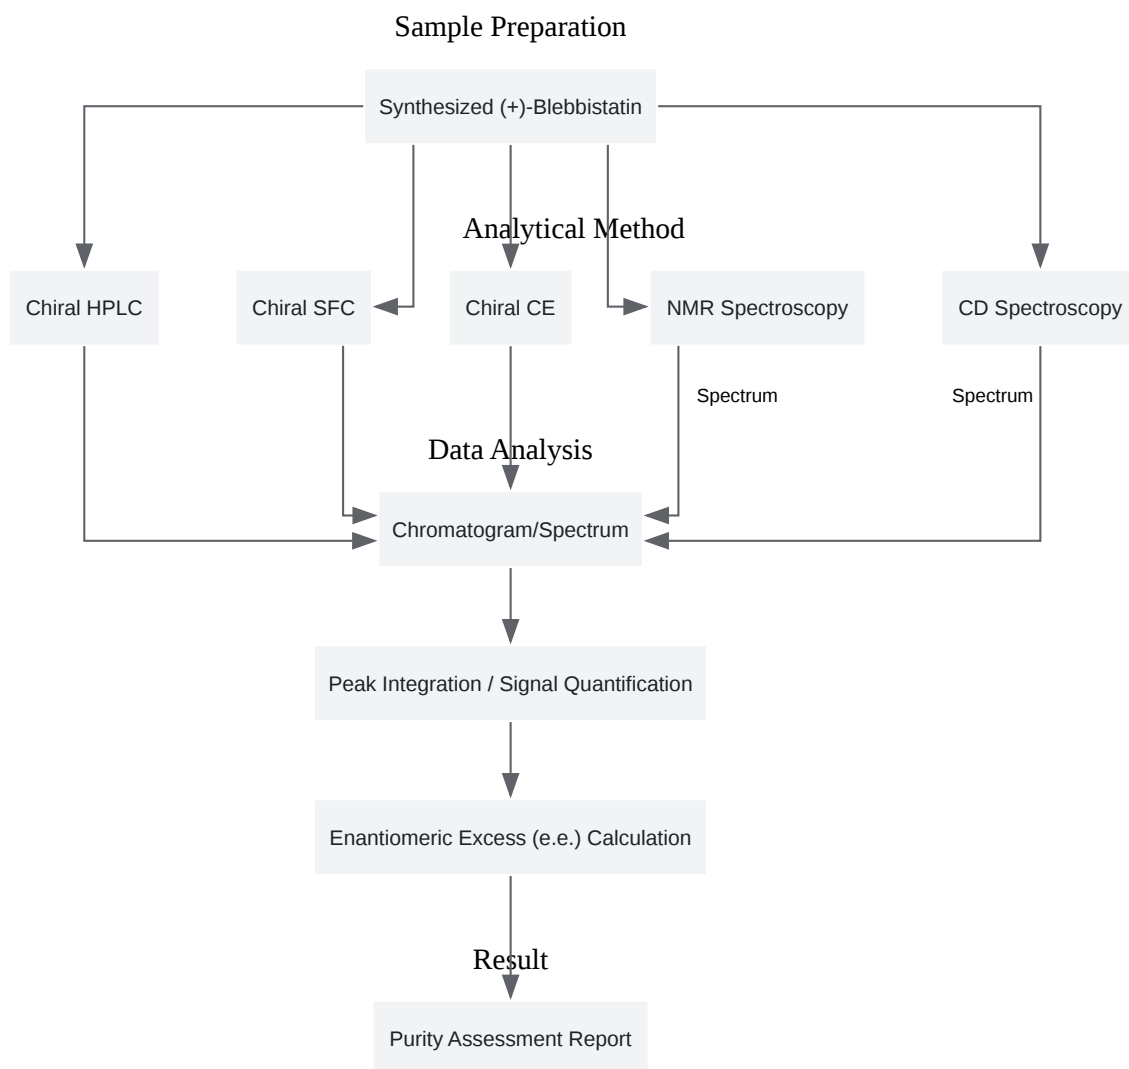 Sample Preparation
Synthesized (+)-Blebbistatin
Analytical Method
Chiral HPLC
Chiral SFC
Chiral CE
NMR Spectroscopy
CD Spectroscopy
Spectrum
Spectrum
Data Analysis
Chromatogram/Spectrum
Peak Integration / Signal Quantification
Enantiomeric Excess (e.e.) Calculation
Result
Purity Assessment Report